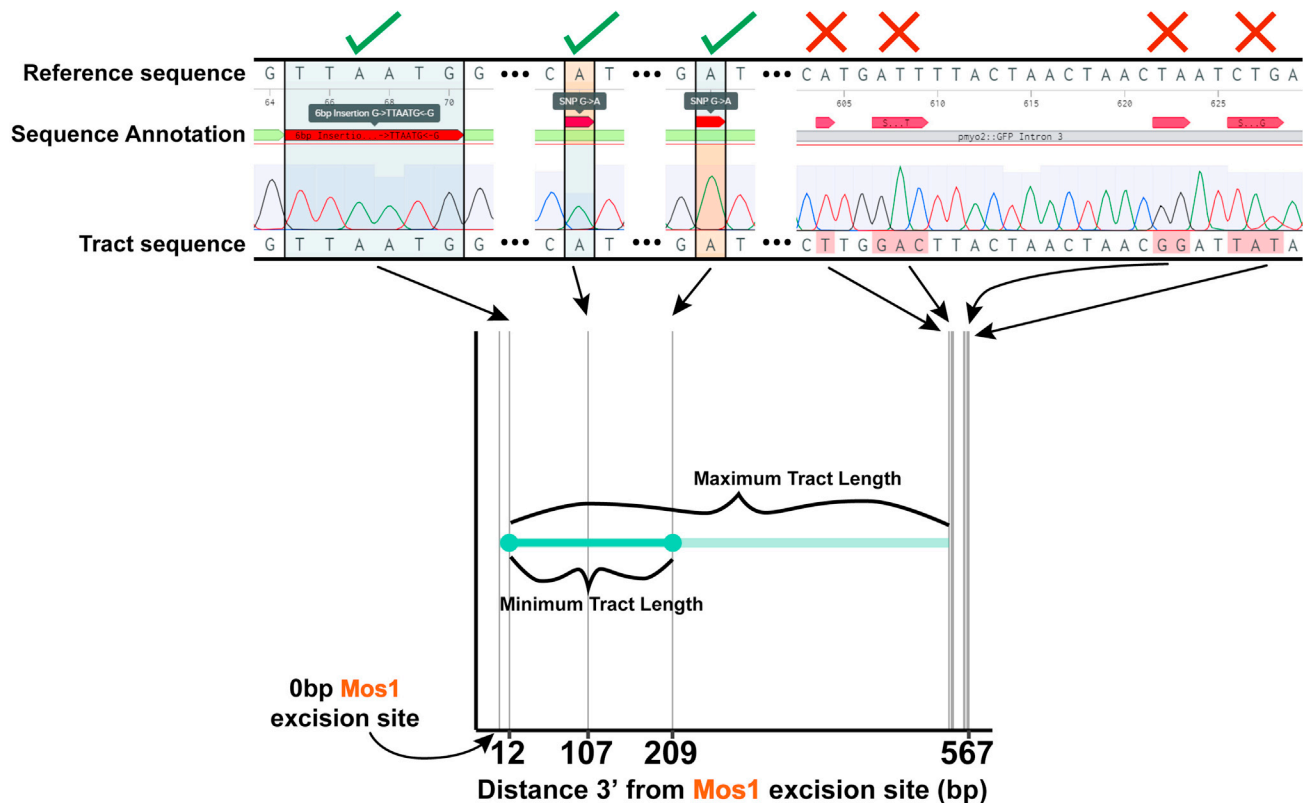 Reference sequence G T T A A T G G ••• C A T ••• G A T ••• C A T G A T T T T A C T A A C T A A C T A A T C T G A
64 66 68 70 605 610 615 620 625
6bp Insertion G->TTAATG<-G SNP G->A SNP G->A
Sequence Annotation 6bp Insertio... ->TTAATG<-G S...T S...G
pmyo2::GFP Intron 3
Tract sequence G T T A A T G G ••• C A T ••• G A T ••• C T T G G A C T T A C T A A C T A A C G G A T T A T A
Maximum Tract Length
Minimum Tract Length
0bp Mos1
excision site
12 107 209 567
Distance 3’ from Mos1 excision site (bp)